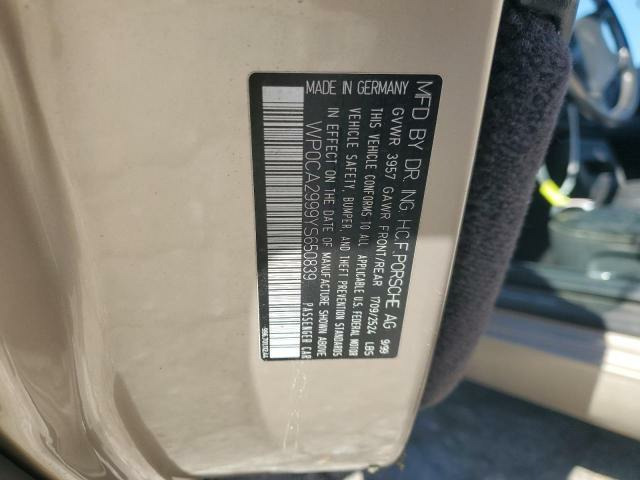 MFD BY DR. ING. H.C.F. PORSCHE AG 9/99
GVWR 3957 GAWR FRONT/REAR 1709/2524 LBS
THIS VEHICLE CONFORMS TO ALL APPLICABLE U.S. FEDERAL MOTOR
VEHICLE SAFETY, BUMPER, AND THEFT PREVENTION STANDARDS
IN EFFECT ON THE DATE OF MANUFACTURE SHOWN ABOVE
WP0CA2999YS650839 PASSENGER CAR
MADE IN GERMANY